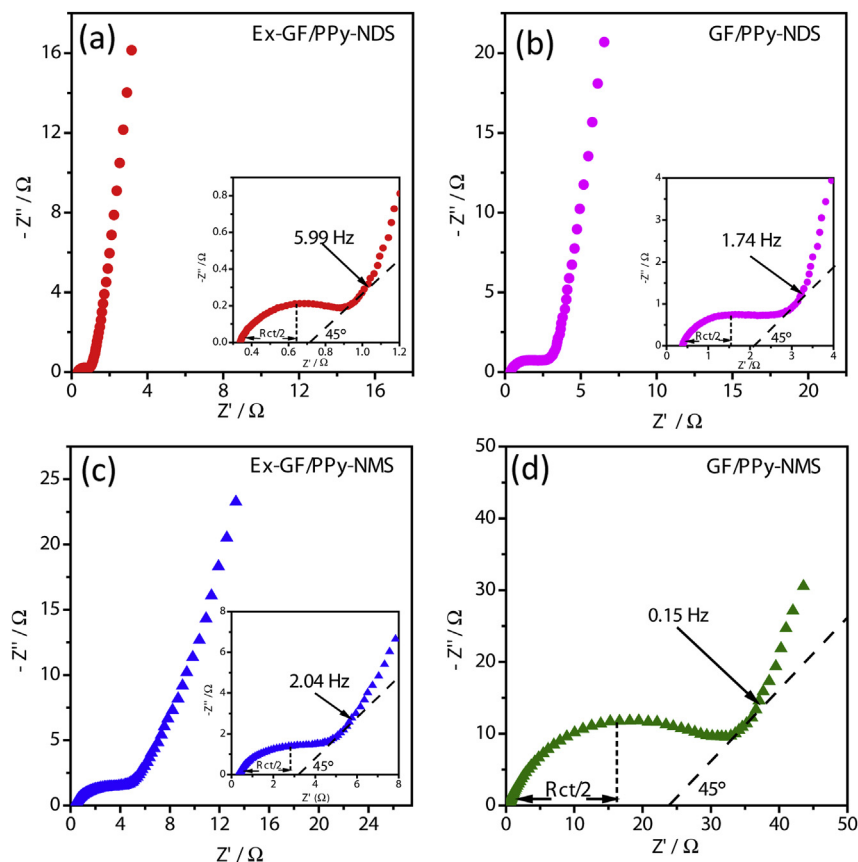 (a)
Ex-GF/PPy-NDS
16
12
8
4
0
- Z'' / Ω
0.8
0.6
0.4
0.2
0.0
-Z'' / Ω
5.99 Hz
Rct/2
45º
0.4 0.6 0.8 1.0 1.2
Z' / Ω
0 4 8 12 16
Z' / Ω
(b)
GF/PPy-NDS
20
15
10
5
0
- Z'' / Ω
4
3
2
1
0
-Z'' / Ω
1.74 Hz
Rct/2
45º
0 1 2 3 4
Z' / Ω
0 5 10 15 20
Z' / Ω
(c)
Ex-GF/PPy-NMS
25
20
15
10
5
0
- Z'' / Ω
8
6
4
2
0
-Z'' / Ω
2.04 Hz
Rct/2
45º
0 2 4 6 8
Z' (Ω)
0 4 8 12 16 20 24
Z' / Ω
(d)
GF/PPy-NMS
50
40
30
20
10
0
- Z'' / Ω
0.15 Hz
Rct/2
45º
0 10 20 30 40 50
Z' / Ω